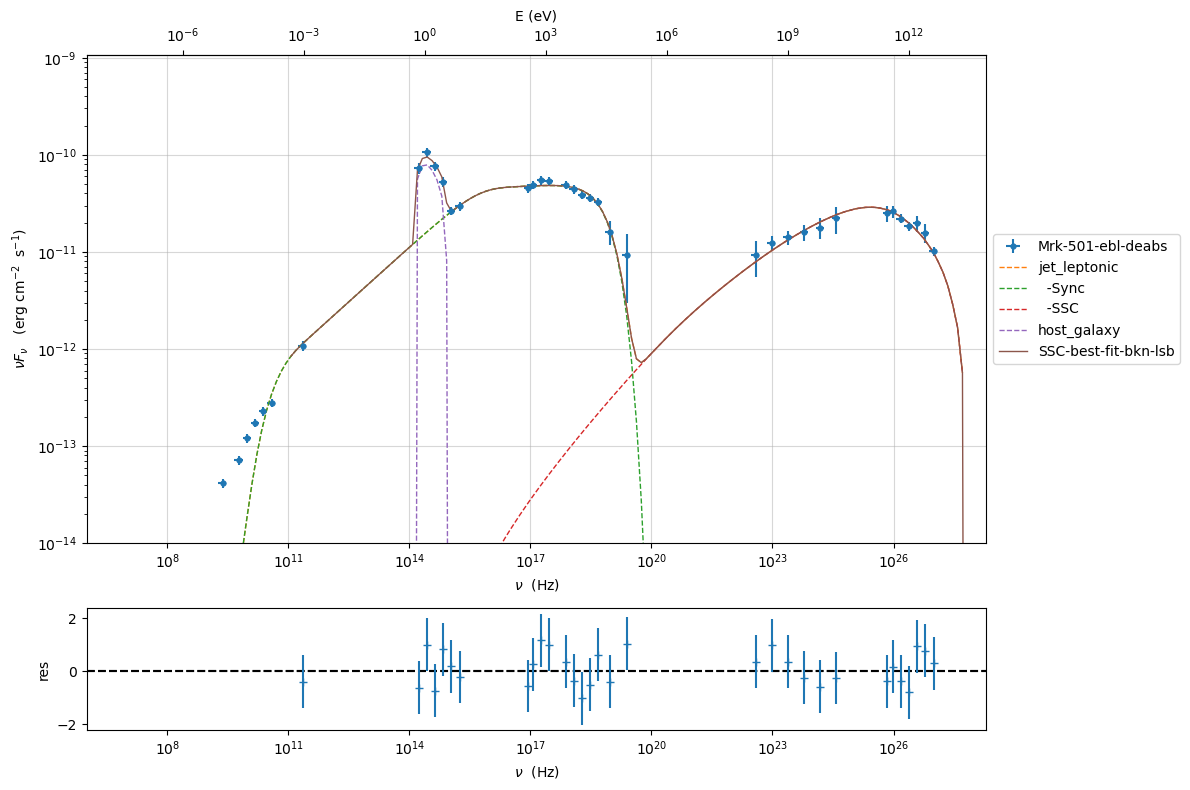 E (eV)
10⁻⁶ 10⁻³ 10⁰ 10³ 10⁶ 10⁹ 10¹²
10⁻⁹
10⁻¹⁰
10⁻¹¹
10⁻¹²
10⁻¹³
10⁻¹⁴
νFν (erg cm⁻² s⁻¹)
Mrk-501-ebl-deabs
jet_leptonic
-Sync
-SSC
host_galaxy
SSC-best-fit-bkn-lsb
10⁸ 10¹¹ 10¹⁴ 10¹⁷ 10²⁰ 10²³ 10²⁶
ν (Hz)
2
0
−2
res
10⁸ 10¹¹ 10¹⁴ 10¹⁷ 10²⁰ 10²³ 10²⁶
ν (Hz)